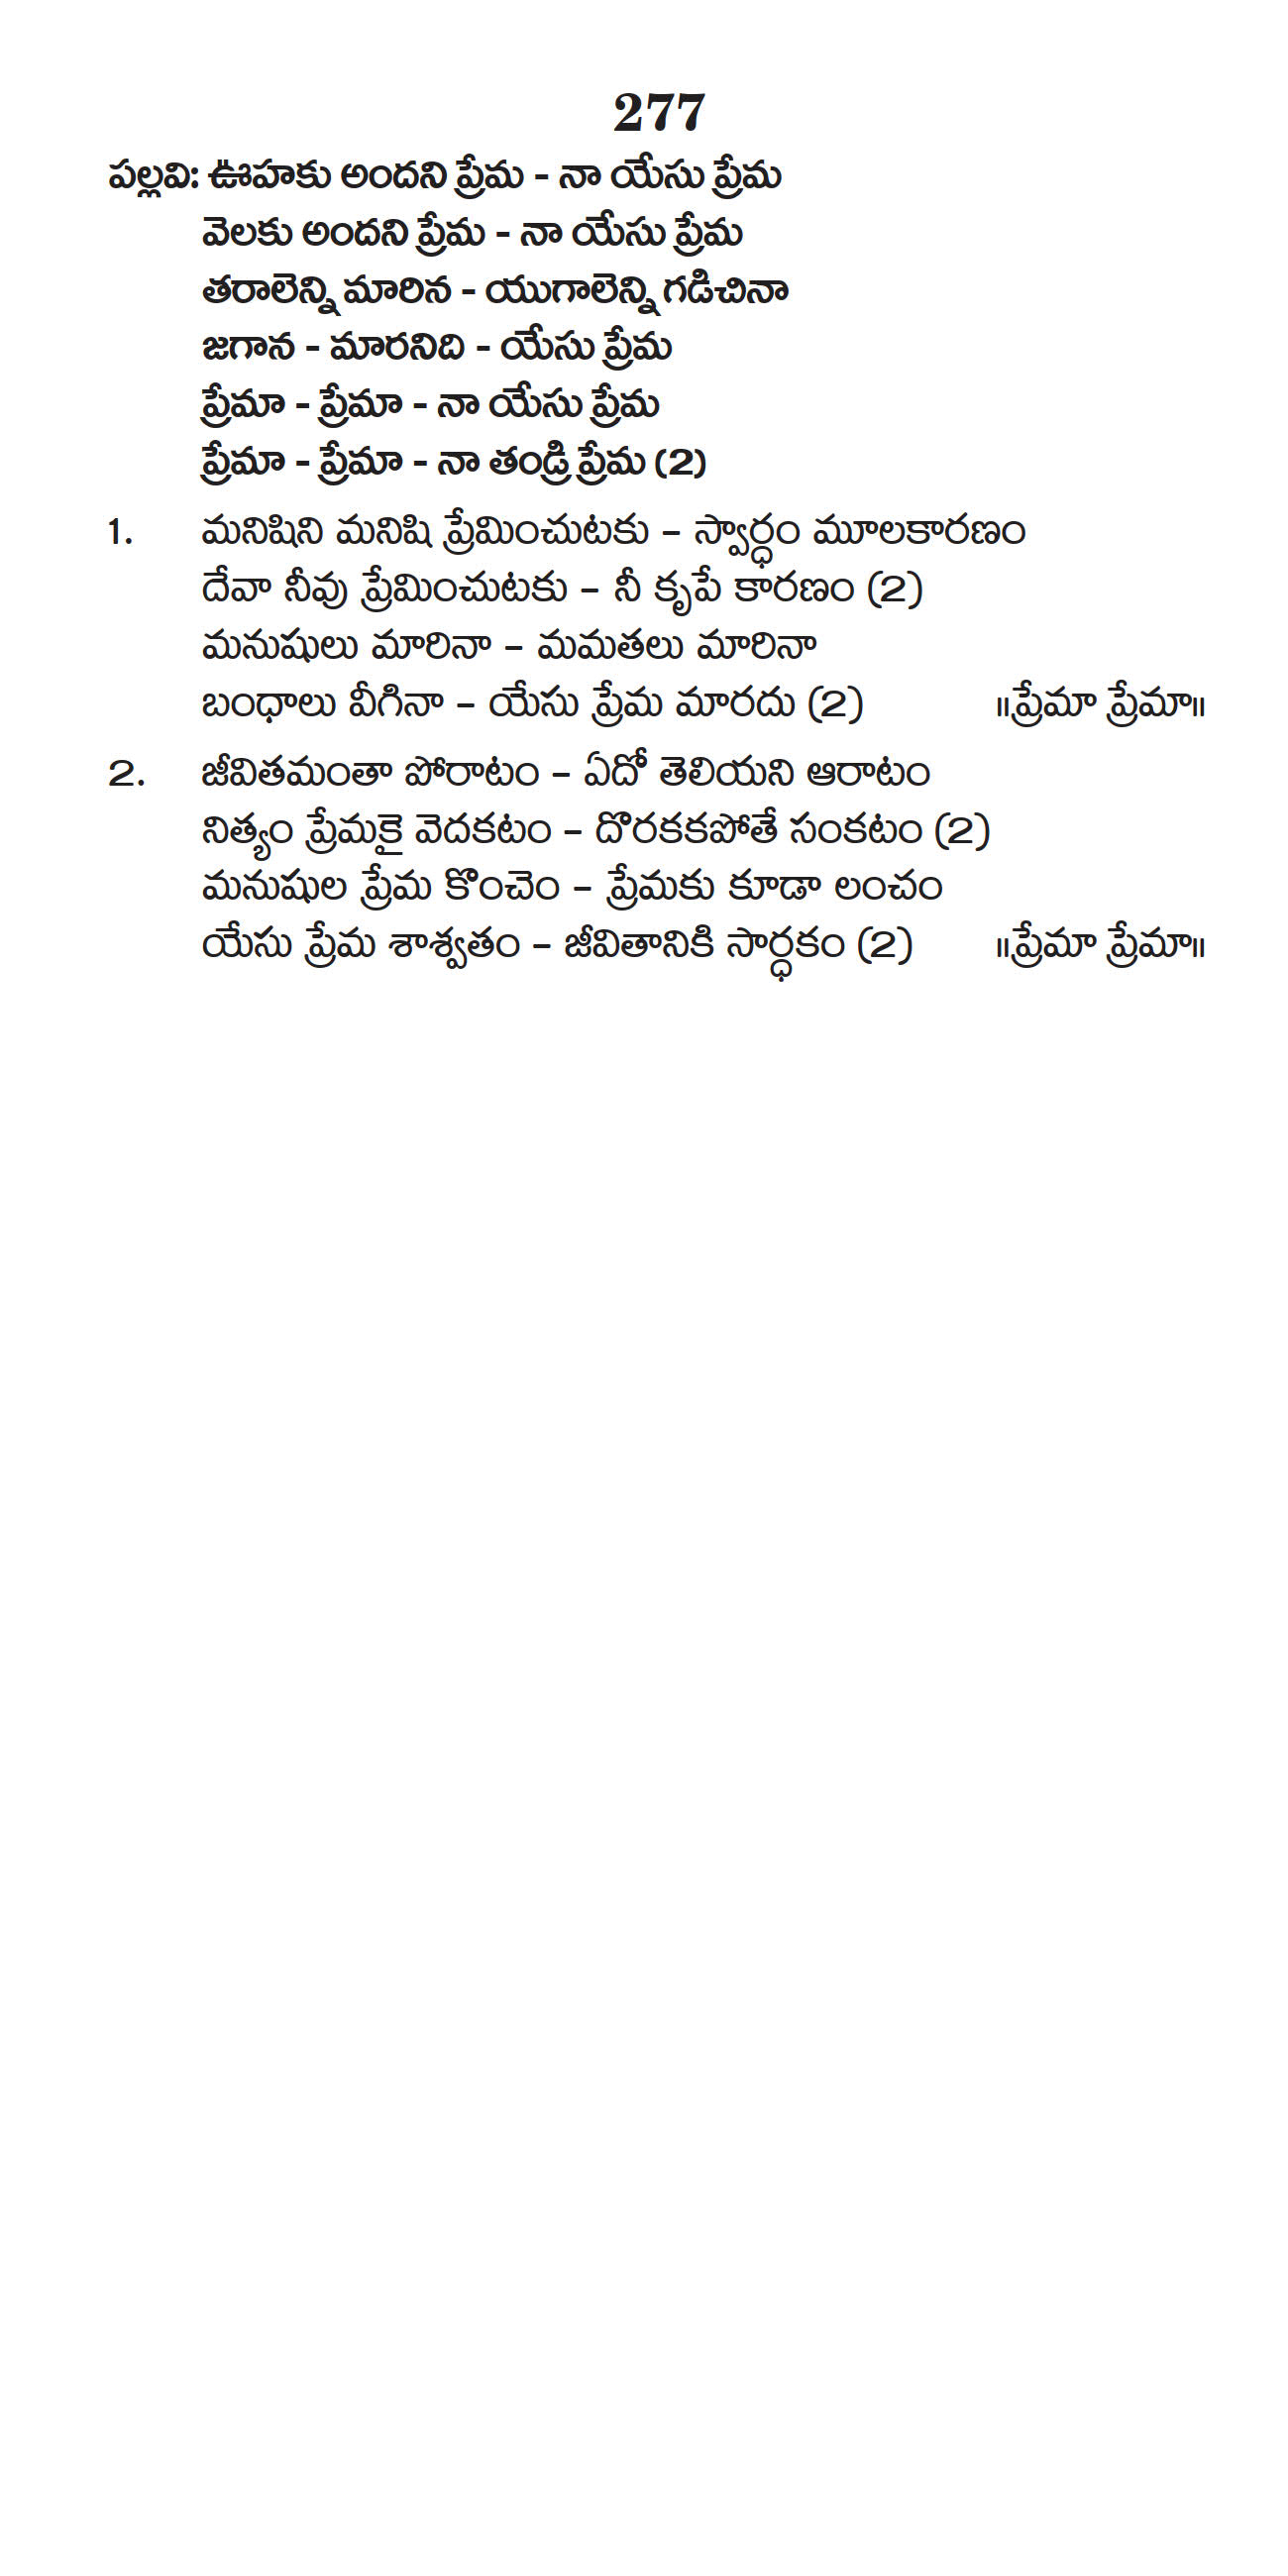 277
పల్లవి: ఊహకు అందని ప్రేమ - నా యేసు ప్రేమ
వెలకు అందని ప్రేమ - నా యేసు ప్రేమ
తరాలెన్ని మారిన - యుగాలెన్ని గడిచినా
జగాన - మారనిది - యేసు ప్రేమ
ప్రేమా - ప్రేమా - నా యేసు ప్రేమ
ప్రేమా - ప్రేమా - నా తండ్రి ప్రేమ (2)
1. మనిషిని మనిషి ప్రేమించుటకు – స్వార్ధం మూలకారణం
దేవా నీవు ప్రేమించుటకు – నీ కృపే కారణం (2)
మనుషులు మారినా – మమతలు మారినా
బంధాలు వీగినా – యేసు ప్రేమ మారదు (2) ॥ప్రేమా ప్రేమా॥
2. జీవితమంతా పోరాటం – ఏదో తెలియని ఆరాటం
నిత్యం ప్రేమకై వెదకటం – దొరకకపోతే సంకటం (2)
మనుషుల ప్రేమ కొంచెం – ప్రేమకు కూడా లంచం
యేసు ప్రేమ శాశ్వతం – జీవితానికి సార్ధకం (2) ॥ప్రేమా ప్రేమా॥